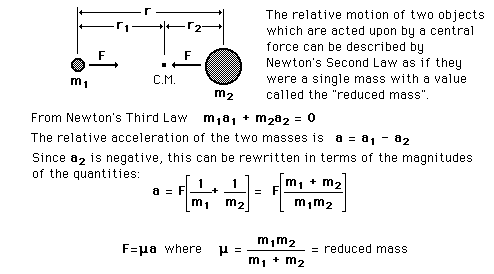 r
The relative motion of two objects
r₁ r₂
which are acted upon by a central
force can be described by
F F
Newton's Second Law as if they
were a single mass with a value
m₁ C.M. m₂
called the "reduced mass".
From Newton's Third Law m₁a₁ + m₂a₂ = 0
The relative acceleration of the two masses is a = a₁ - a₂
Since a₂ is negative, this can be rewritten in terms of the magnitudes
of the quantities:
a = F[1/m₁ + 1/m₂] = F[(m₁ + m₂)/(m₁m₂)]
F=μa where μ = m₁m₂/(m₁ + m₂) = reduced mass